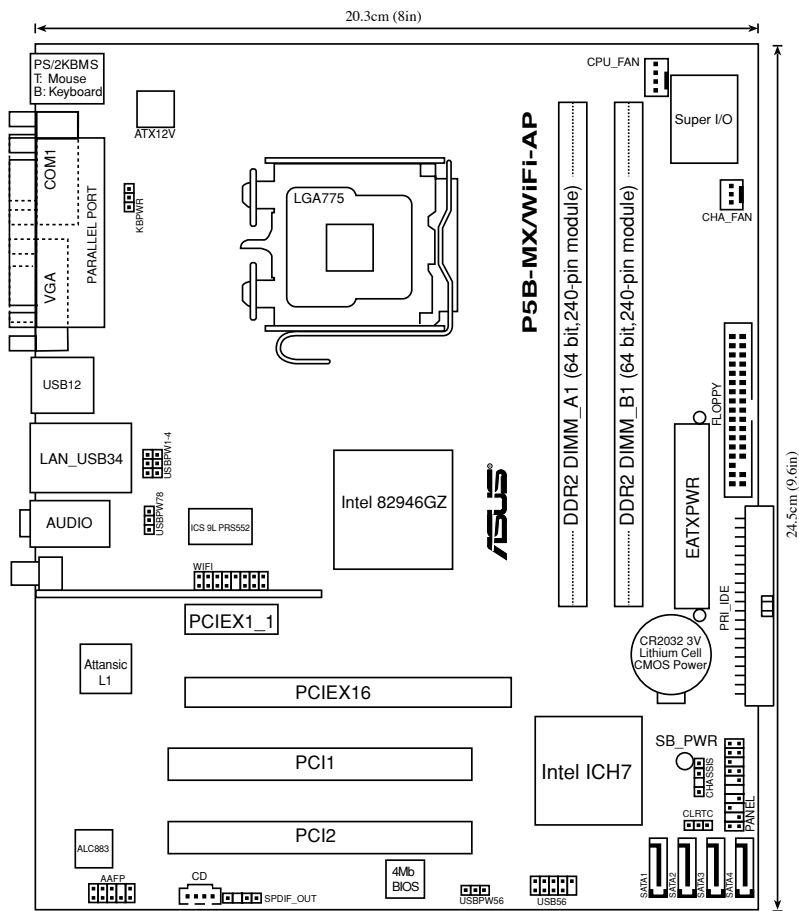 20.3cm (8in)
PS/2KBMS
T: Mouse
B: Keyboard
CPU_FAN
Super I/O
ATX12V
COM1
PARALLEL PORT
VGA
KBPWR
LGA775
P5B-MX/WiFi-AP
DDR2 DIMM_A1 (64 bit,240-pin module)
DDR2 DIMM_B1 (64 bit,240-pin module)
CHA_FAN
FLOPPY
24.5cm (9.6in)
USB12
LAN_USB34
USBPW1-4
AUDIO
USBPW78
ICS 9L PRS552
Intel 82946GZ
ASUS
®
EATXPWR
PRI_IDE
WIFI
PCIEX1_1
CR2032 3V
Lithium Cell
CMOS Power
Attansic
L1
PCIEX16
SB_PWR
CHASSIS
Intel ICH7
PCI1
CLRTC
PANEL
PCI2
ALC883
AAFP
CD
SPDIF_OUT
4Mb
BIOS
USBPW56
USB56
SATA1
SATA2
SATA3
SATA4